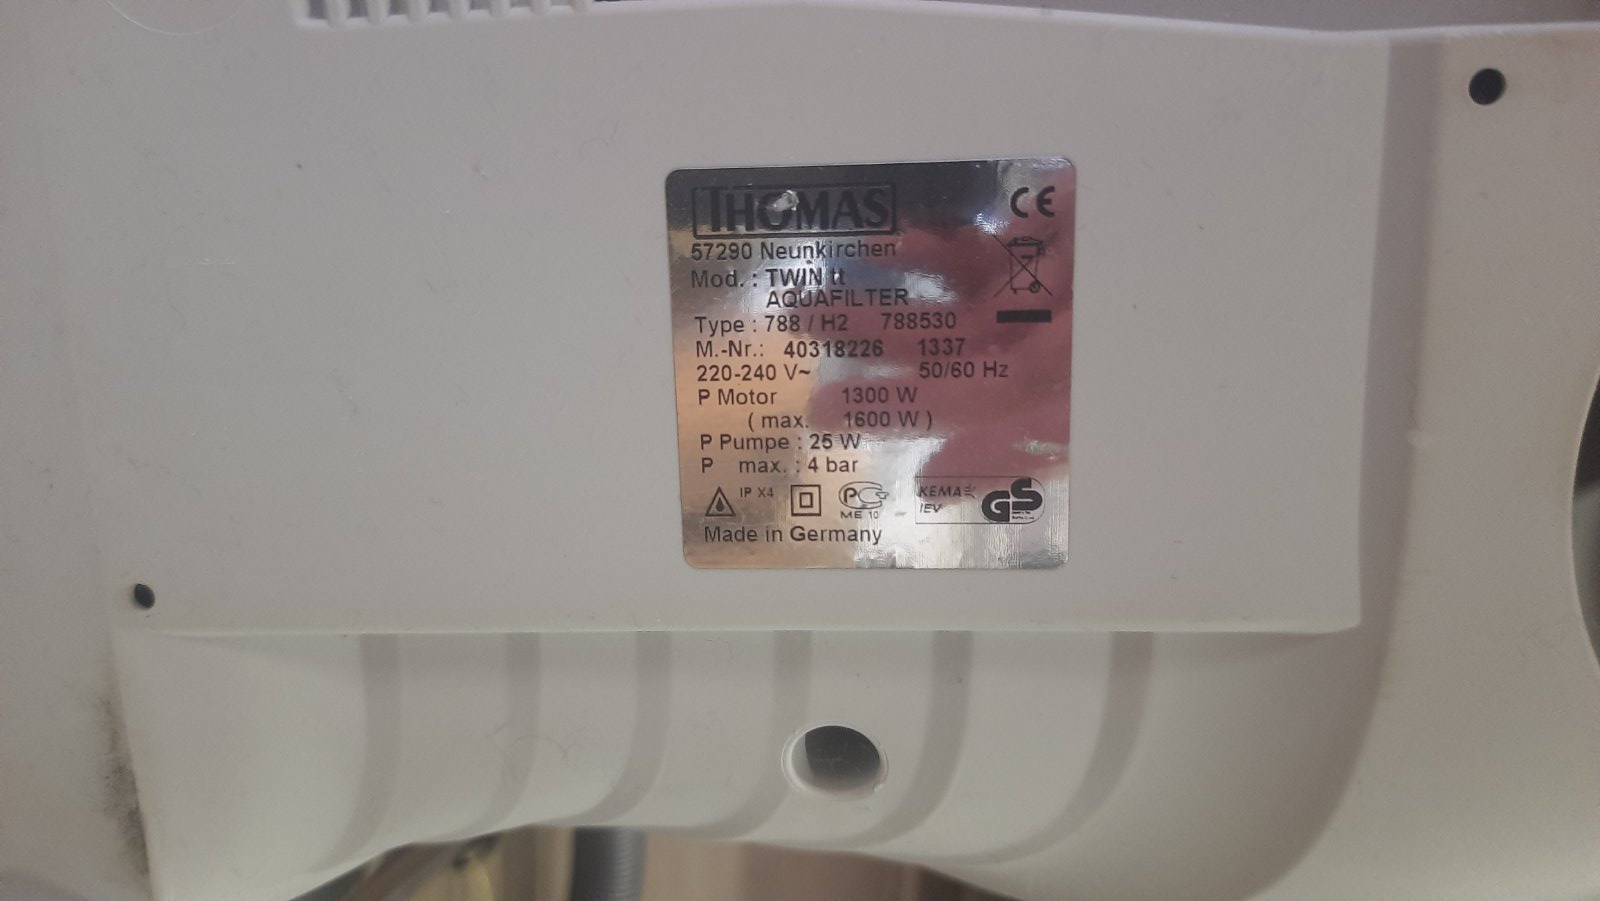 THOMAS
CE
57290 Neunkirchen
Mod. : TWIN tt
AQUAFILTER
Type : 788 / H2 788530
M.-Nr.: 40318226 1337
220-240 V~ 50/60 Hz
P Motor 1300 W
( max. 1600 W )
P Pumpe : 25 W
P max. : 4 bar
IP X4
PG
ME 10
KEMA
IEV
GS
Made in Germany